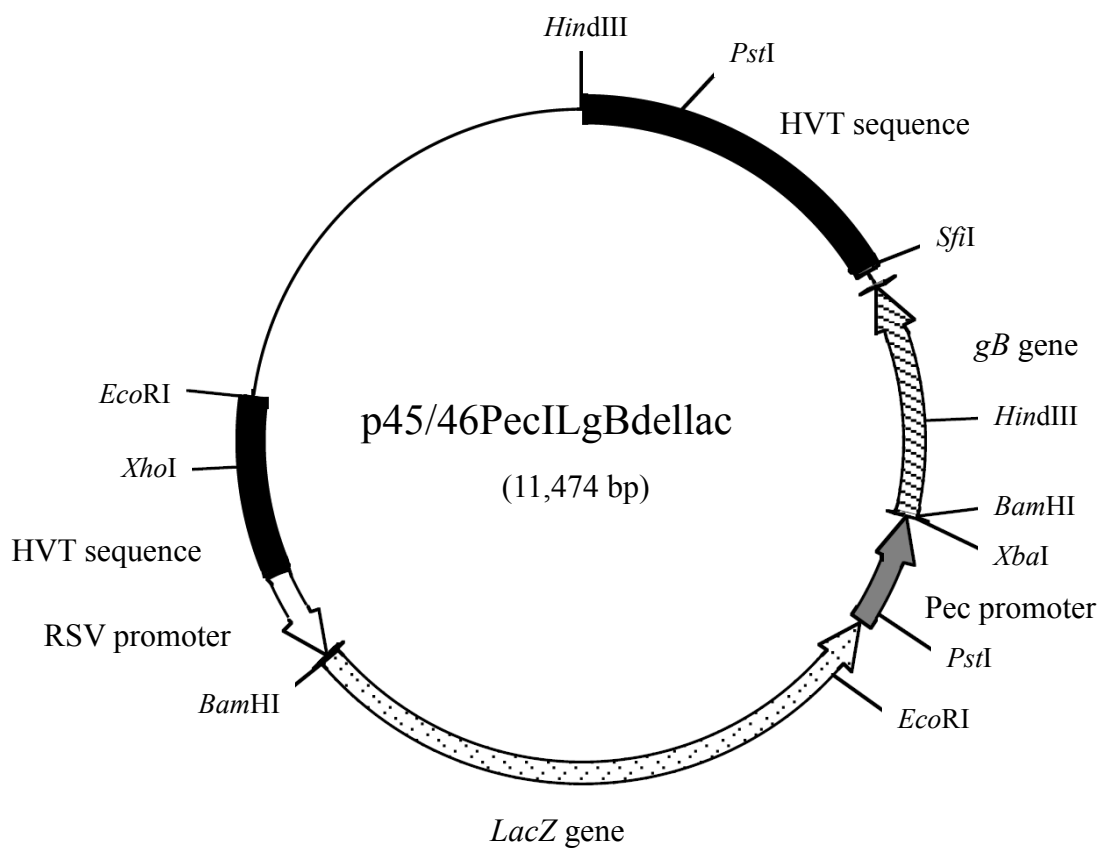 HindIII
PstI
HVT sequence
SfiI
gB gene
EcoRI
HindIII
p45/46PecILgBdellac
XhoI
(11,474 bp)
BamHI
HVT sequence
XbaI
Pec promoter
RSV promoter
PstI
BamHI
EcoRI
LacZ gene